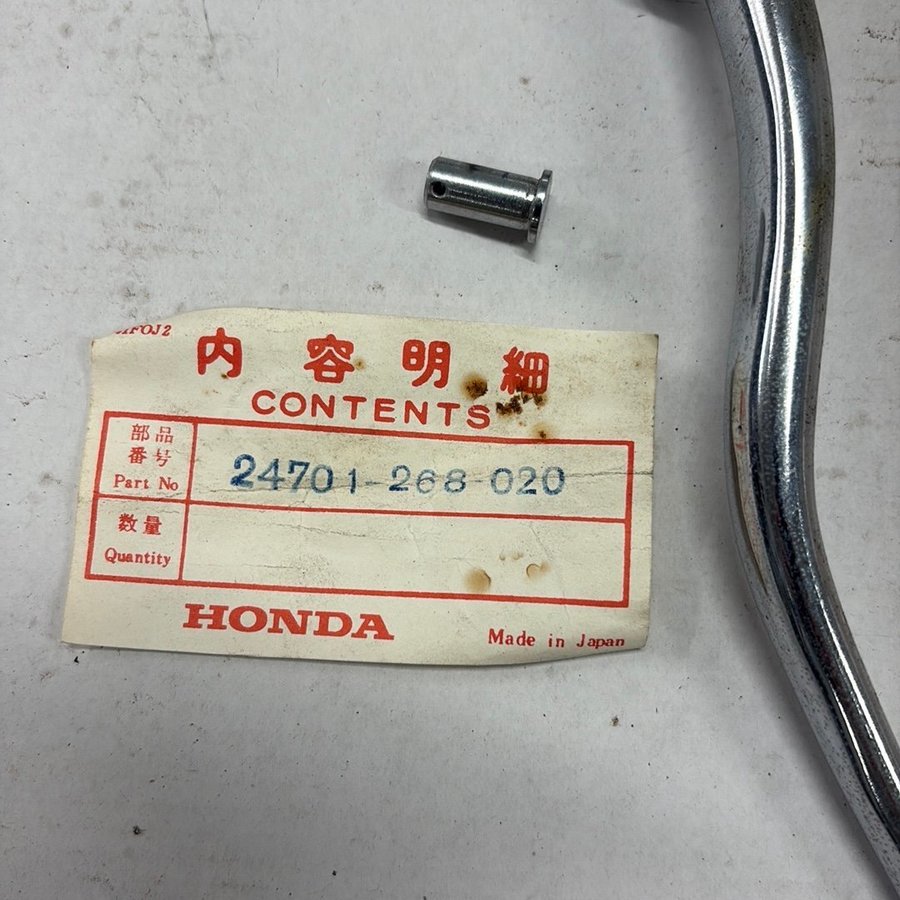 内容明細
CONTENTS
部品
番号
Part No
24701-268-020
数量
Quantity
HONDA
Made in Japan